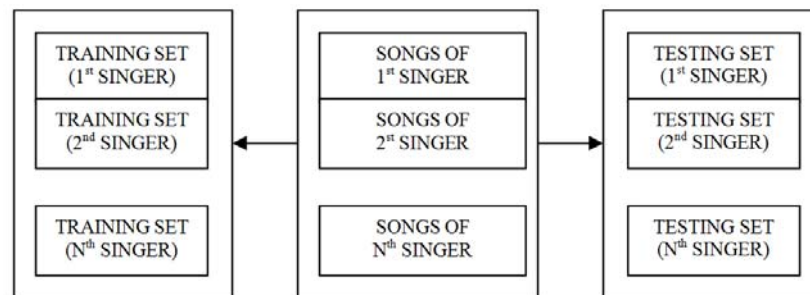 TRAINING SET
(1st SINGER)
TRAINING SET
(2nd SINGER)
TRAINING SET
(Nth SINGER)
SONGS OF
1st SINGER
SONGS OF
2st SINGER
SONGS OF
Nth SINGER
TESTING SET
(1st SINGER)
TESTING SET
(2nd SINGER)
TESTING SET
(Nth SINGER)